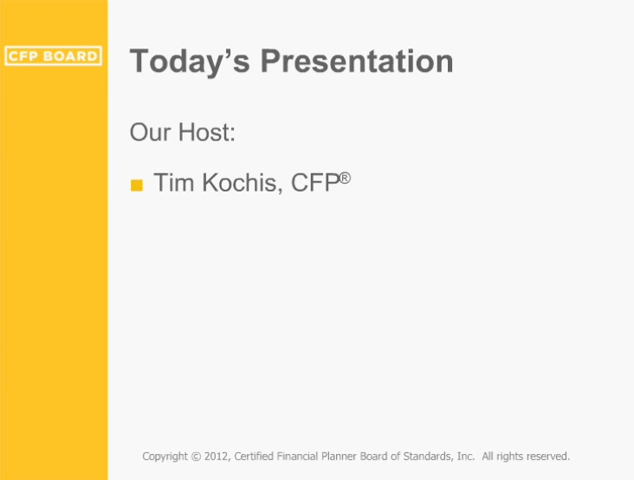 CFP BOARD
Today’s Presentation
Our Host:
Tim Kochis, CFP®
Copyright © 2012, Certified Financial Planner Board of Standards, Inc. All rights reserved.